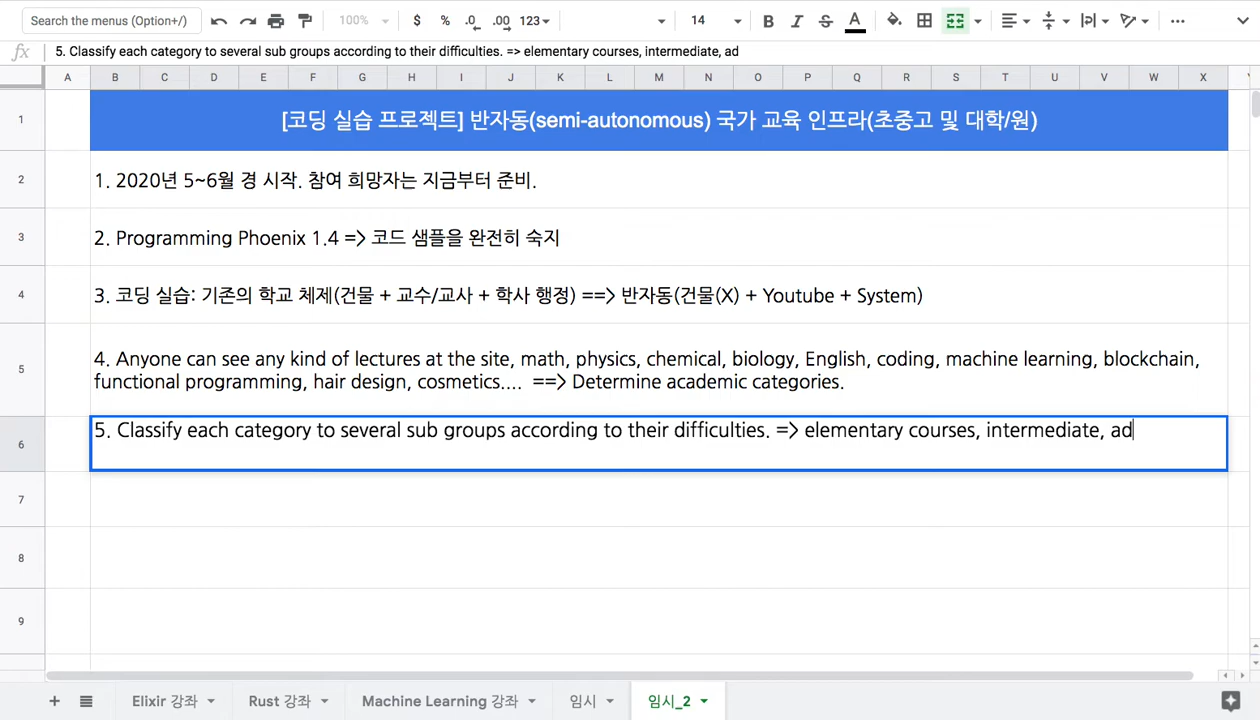 Search the menus (Option+/)
100%
$ % .0 .00 123
14 B I S A
fx 5. Classify each category to several sub groups according to their difficulties. => elementary courses, intermediate, ad
A B C D E F G H I J K L M N O P Q R S T U V W X
1 [코딩 실습 프로젝트] 반자동(semi-autonomous) 국가 교육 인프라(초중고 및 대학/원)
2 1. 2020년 5~6월 경 시작. 참여 희망자는 지금부터 준비.
3 2. Programming Phoenix 1.4 => 코드 샘플을 완전히 숙지
4 3. 코딩 실습: 기존의 학교 체제(건물 + 교수/교사 + 학사 행정) ==> 반자동(건물(X) + Youtube + System)
5 4. Anyone can see any kind of lectures at the site, math, physics, chemical, biology, English, coding, machine learning, blockchain,
functional programming, hair design, cosmetics.... ==> Determine academic categories.
6 5. Classify each category to several sub groups according to their difficulties. => elementary courses, intermediate, ad
7
8
9
Elixir 강좌 Rust 강좌 Machine Learning 강좌 임시 임시_2